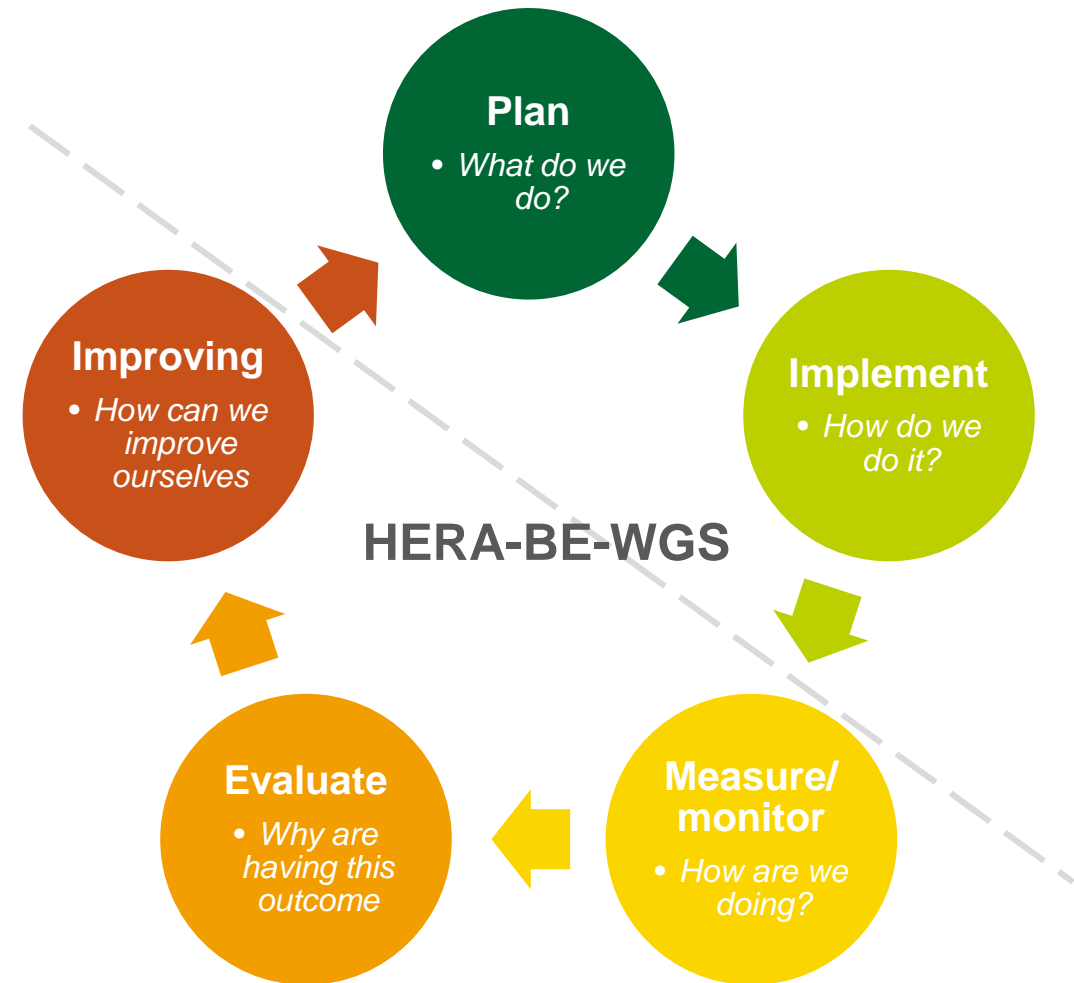 Plan
• What do we
do?
Implement
• How do we
do it?
Measure/
monitor
• How are we
doing?
Evaluate
• Why are
having this
outcome
Improving
• How can we
improve
ourselves
HERA-BE-WGS